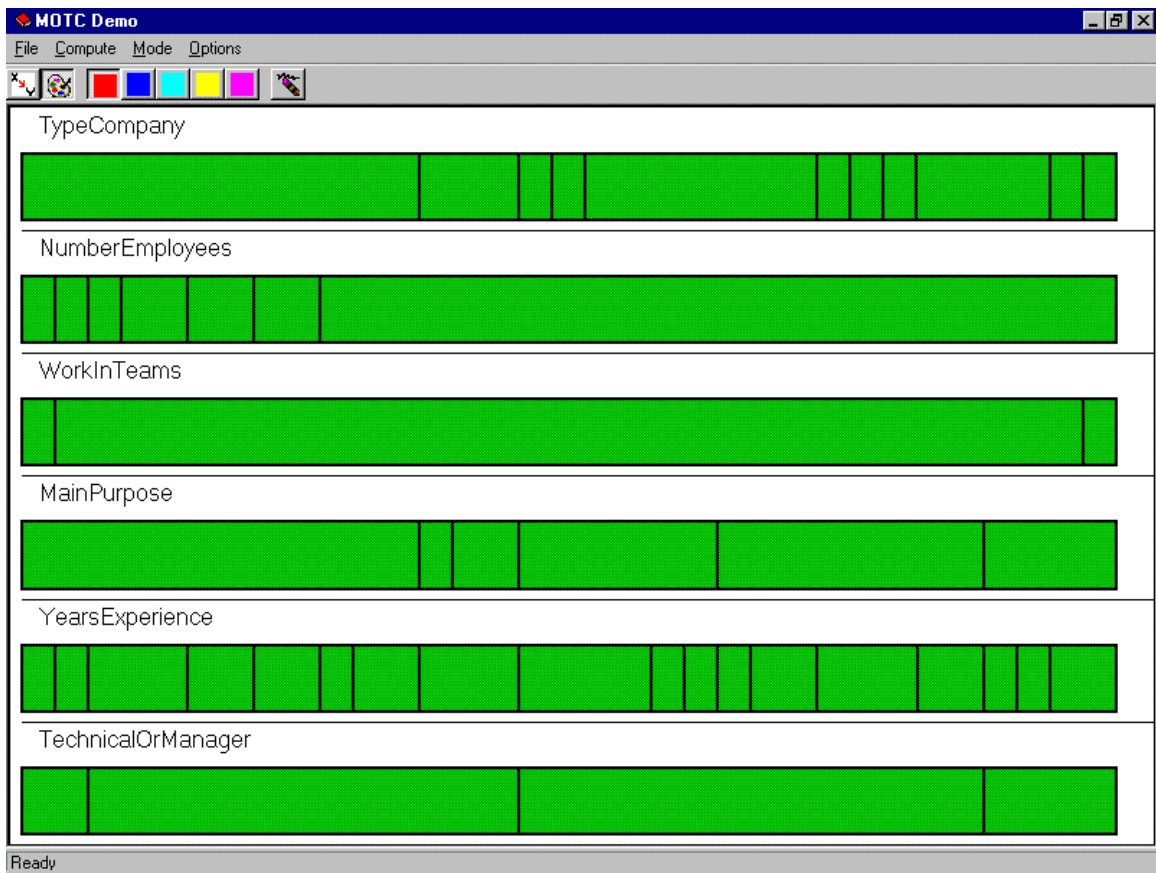 MOTC Demo
File Compute Mode Options
X Y
TypeCompany
NumberEmployees
WorkInTeams
MainPurpose
YearsExperience
TechnicalOrManager
Ready